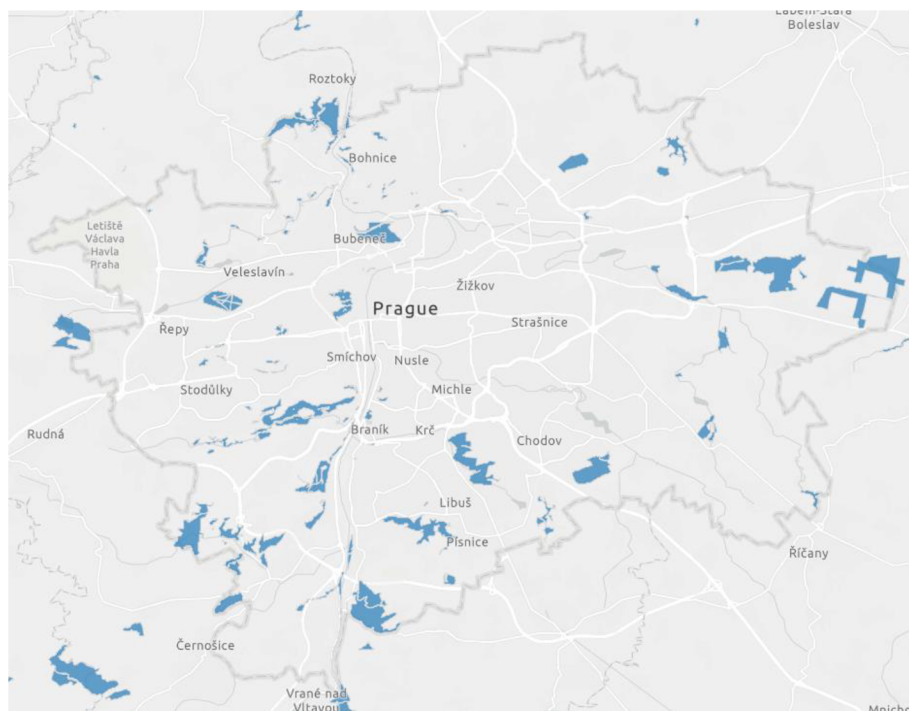 Labem-Stará
Boleslav
Roztoky
Bohnice
Letiště
Václava
Havla
Praha
Bubeneč
Veleslavín
Žižkov
Prague
Řepy
Strašnice
Smíchov
Nusle
Stodůlky
Michle
Rudná
Braník
Krč
Chodov
Libuš
Písnice
Říčany
Černošice
Vrané nad
Vltavou
Mnicho